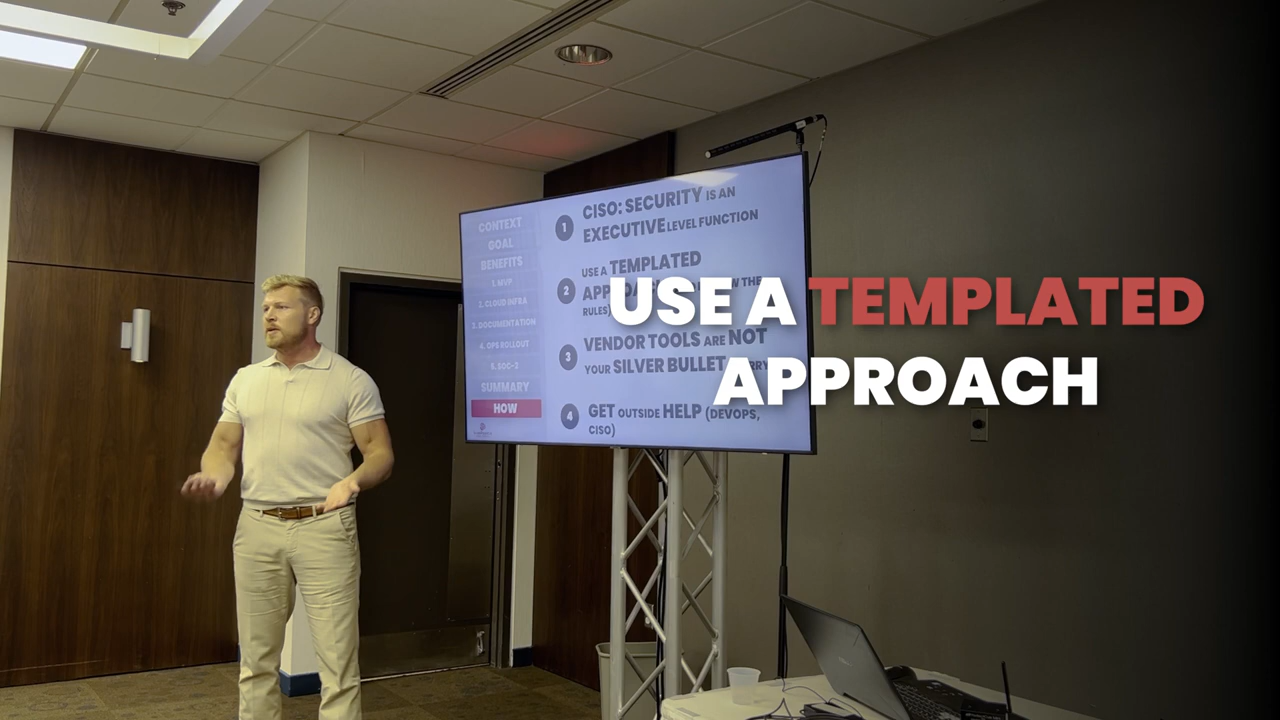 CONTEXT
GOAL
BENEFITS
1. MVP
2. CLOUD INFRA
3. DOCUMENTATION
4. OPS ROLLOUT
5. SOC-2
SUMMARY
HOW
1
CISO: SECURITY IS AN
EXECUTIVE LEVEL FUNCTION
2
USE A TEMPLATED
RULES)
3
VENDOR TOOLS ARE NOT
YOUR SILVER BULLET
4
GET OUTSIDE HELP (DEVOPS,
CISO)
USE A TEMPLATED
APPROACH